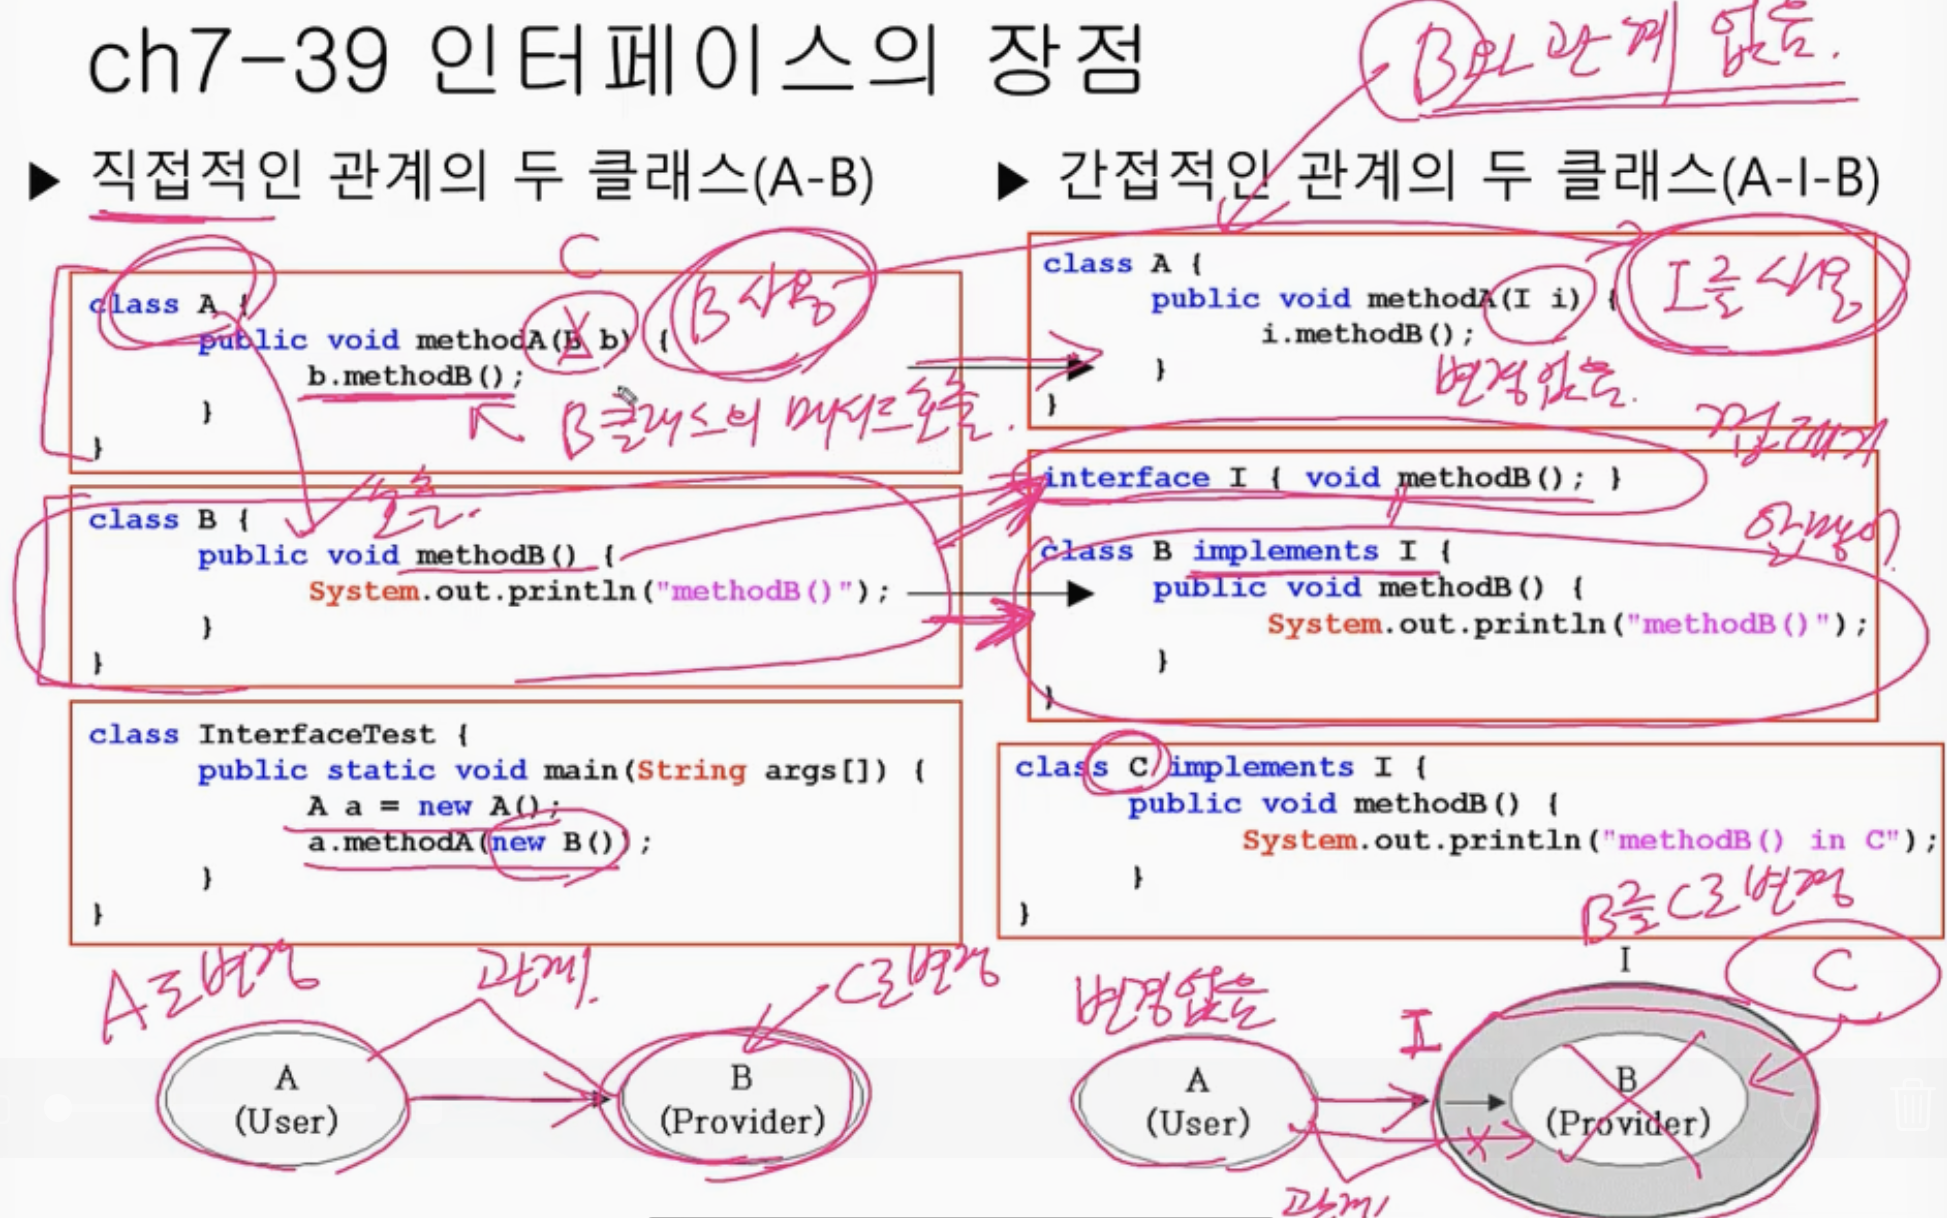 ch7-39 인터페이스의 장점
B와 관계 없음.
▶ 직접적인 관계의 두 클래스(A-B)
C
B 사용
class A {
public void methodA(B b) {
b.methodB();
}
}
B클래스의 메서드 호출.
호출.
class B {
public void methodB() {
System.out.println("methodB()");
}
}
class InterfaceTest {
public static void main(String args[]) {
A a = new A();
a.methodA(new B());
}
}
A도 변경
관계.
C로 변경
A
(User)
B
(Provider)
▶ 간접적인 관계의 두 클래스(A-I-B)
class A {
public void methodA(I i) {
i.methodB();
}
}
I를 사용
변경없음.
껍데기
interface I { void methodB(); }
알맹이
class B implements I {
public void methodB() {
System.out.println("methodB()");
}
}
class C implements I {
public void methodB() {
System.out.println("methodB() in C");
}
}
B를 C로 변경
변경없음
I
I
C
A
(User)
B
(Provider)
관계